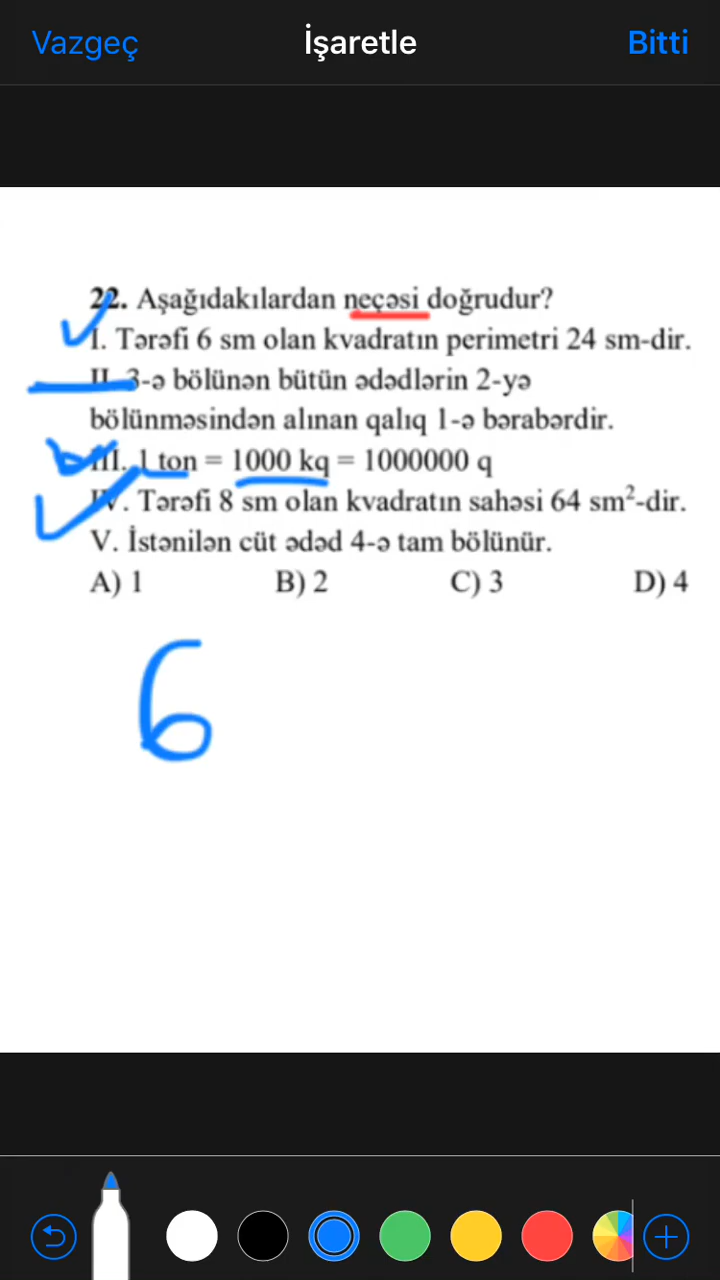 Vazgeç İşaretle Bitti
22. Aşağıdakılardan neçəsi doğrudur?
I. Tərəfi 6 sm olan kvadratın perimetri 24 sm-dir.
II. 3-ə bölünən bütün ədədlərin 2-yə
bölünməsindən alınan qalıq 1-ə bərabərdir.
III. 1 ton = 1000 kq = 1000000 q
IV. Tərəfi 8 sm olan kvadratın sahəsi 64 sm²-dir.
V. İstənilən cüt ədəd 4-ə tam bölünür.
A) 1 B) 2 C) 3 D) 4
6